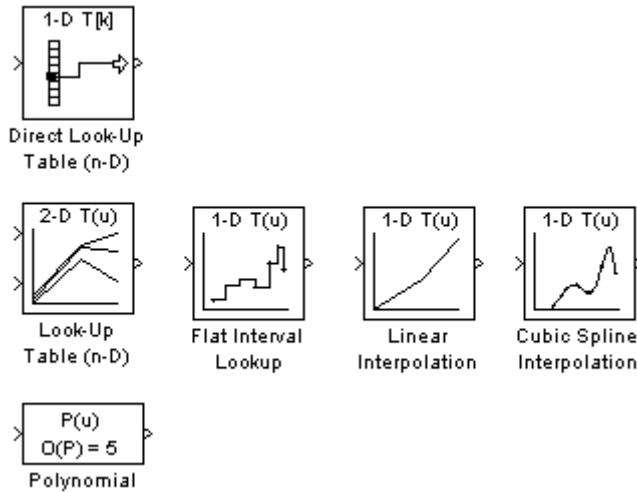 1-D T[k]
Direct Look-Up
Table (n-D)
2-D T(u)
Look-Up
Table (n-D)
1-D T(u)
Flat Interval
Lookup
1-D T(u)
Linear
Interpolation
1-D T(u)
Cubic Spline
Interpolation
P(u)
O(P) = 5
Polynomial